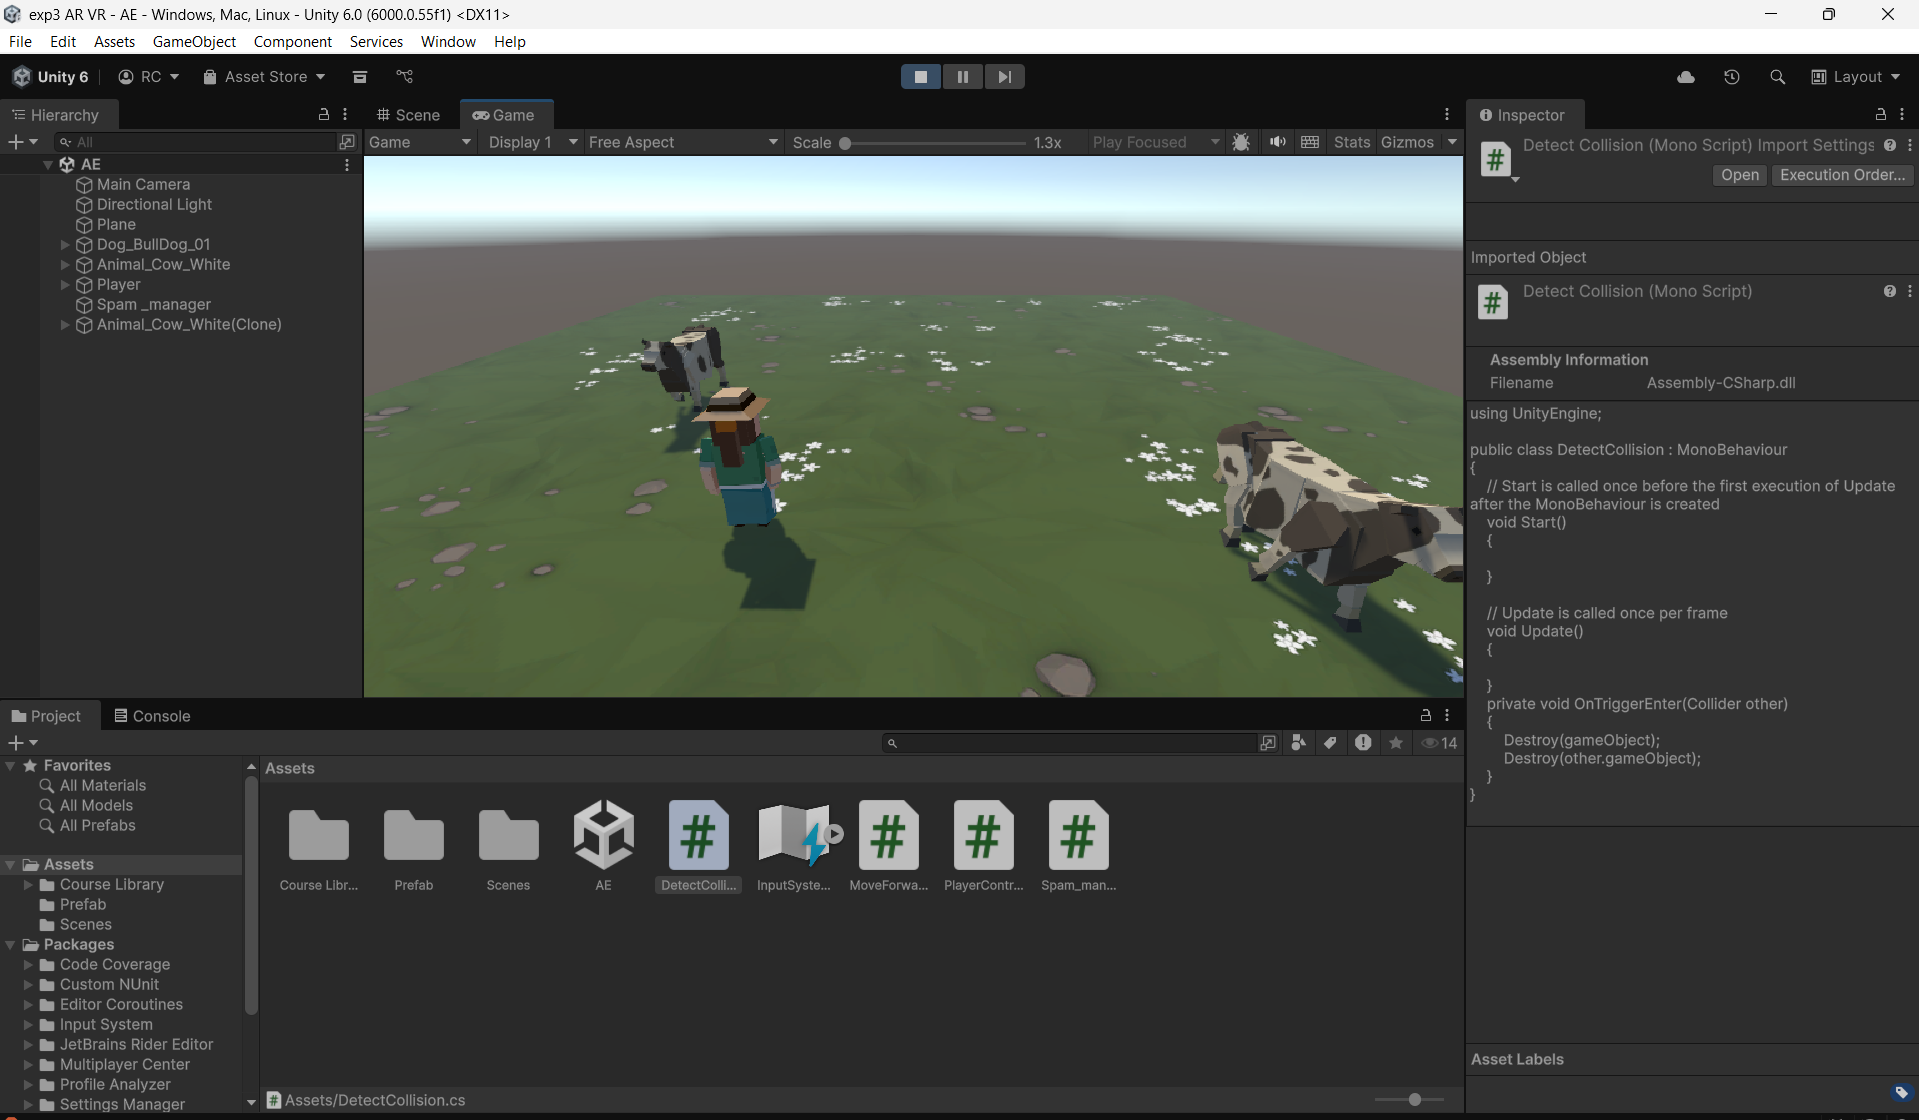 exp3 AR VR - AE - Windows, Mac, Linux - Unity 6.0 (6000.0.55f1) <DX11>
File Edit Assets GameObject Component Services Window Help
Unity 6 RC Asset Store Layout
Hierarchy
All
AE
Main Camera
Directional Light
Plane
Dog_BullDog_01
Animal_Cow_White
Player
Spam _manager
Animal_Cow_White(Clone)
Scene Game
Game Display 1 Free Aspect Scale 1.3x Play Focused Stats Gizmos
Inspector
Detect Collision (Mono Script) Import Settings
Open Execution Order...
Imported Object
Detect Collision (Mono Script)
Assembly Information
Filename Assembly-CSharp.dll
using UnityEngine;
public class DetectCollision : MonoBehaviour
{
// Start is called once before the first execution of Update
after the MonoBehaviour is created
void Start()
{
}
// Update is called once per frame
void Update()
{
}
private void OnTriggerEnter(Collider other)
{
Destroy(gameObject);
Destroy(other.gameObject);
}
}
Asset Labels
Project Console
14
Favorites
All Materials
All Models
All Prefabs
Assets
Course Library
Prefab
Scenes
Packages
Code Coverage
Custom NUnit
Editor Coroutines
Input System
JetBrains Rider Editor
Multiplayer Center
Profile Analyzer
Settings Manager
Assets
Course Libr... Prefab Scenes AE DetectColli... InputSyste... MoveForwa... PlayerContr... Spam_man...
Assets/DetectCollision.cs